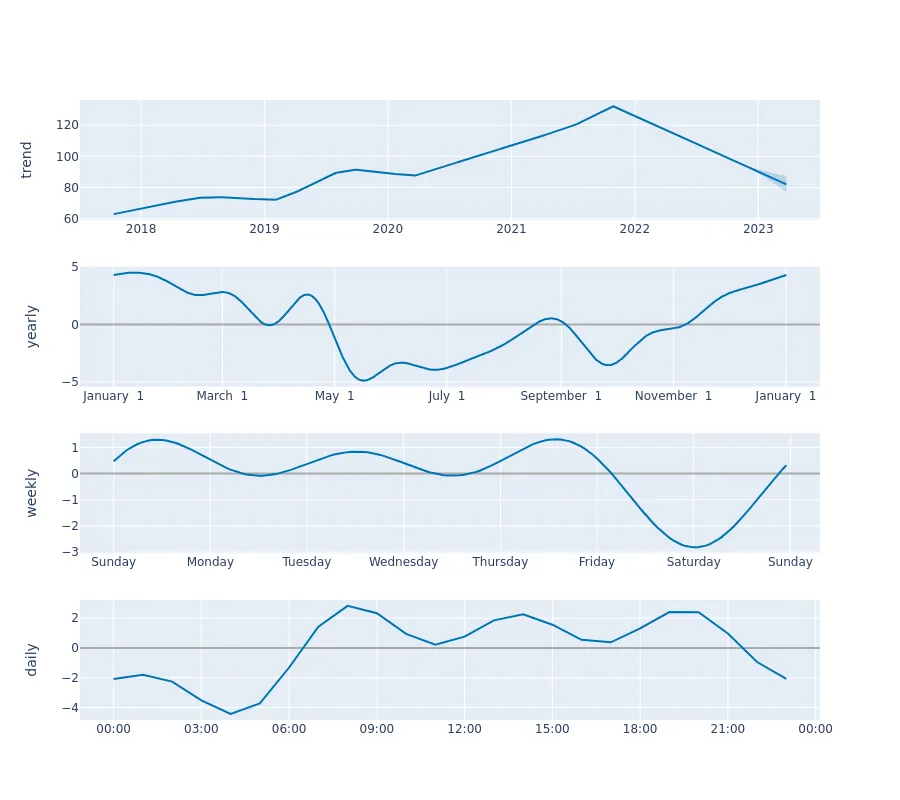 trend
120
100
80
60
2018 2019 2020 2021 2022 2023
yearly
5
0
−5
January 1 March 1 May 1 July 1 September 1 November 1 January 1
weekly
1
0
−1
−2
−3
Sunday Monday Tuesday Wednesday Thursday Friday Saturday Sunday
daily
2
0
−2
−4
00:00 03:00 06:00 09:00 12:00 15:00 18:00 21:00 00:00